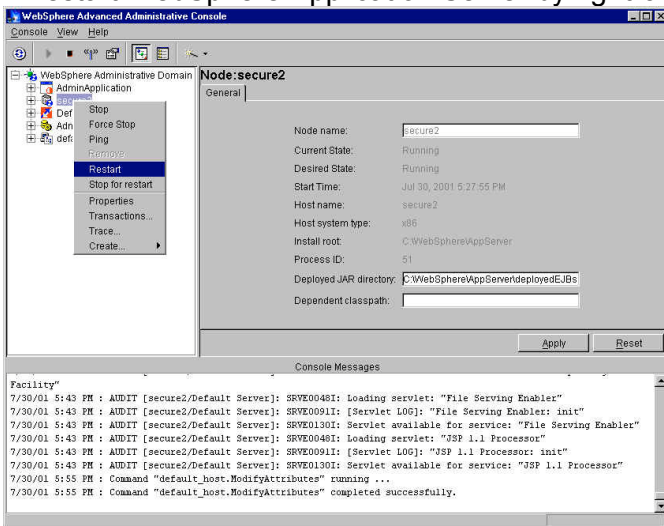 WebSphere Advanced Administrative Console
Console View Help
WebSphere Administrative Domain
AdminApplication
secure2
Def
Adn
defa
Stop
Force Stop
Ping
Remove
Restart
Stop for restart
Properties
Transactions...
Trace...
Create...
Node:secure2
General
Node name: secure2
Current State: Running
Desired State: Running
Start Time: Jul 30, 2001 5:27:55 PM
Host name: secure2
Host system type: x86
Install root: C:\WebSphere\AppServer
Process ID: 51
Deployed JAR directory: C:\WebSphere\AppServer\deployedEJBs
Dependent classpath:
Apply Reset
Console Messages
Facility"
7/30/01 5:43 PM : AUDIT [secure2/Default Server]: SRVE0048I: Loading servlet: "File Serving Enabler"
7/30/01 5:43 PM : AUDIT [secure2/Default Server]: SRVE0091I: [Servlet LOG]: "File Serving Enabler: init"
7/30/01 5:43 PM : AUDIT [secure2/Default Server]: SRVE0130I: Servlet available for service: "File Serving Enabler"
7/30/01 5:43 PM : AUDIT [secure2/Default Server]: SRVE0048I: Loading servlet: "JSP 1.1 Processor"
7/30/01 5:43 PM : AUDIT [secure2/Default Server]: SRVE0091I: [Servlet LOG]: "JSP 1.1 Processor: init"
7/30/01 5:43 PM : AUDIT [secure2/Default Server]: SRVE0130I: Servlet available for service: "JSP 1.1 Processor"
7/30/01 5:55 PM : Command "default_host.ModifyAttributes" running ...
7/30/01 5:55 PM : Command "default_host.ModifyAttributes" completed successfully.